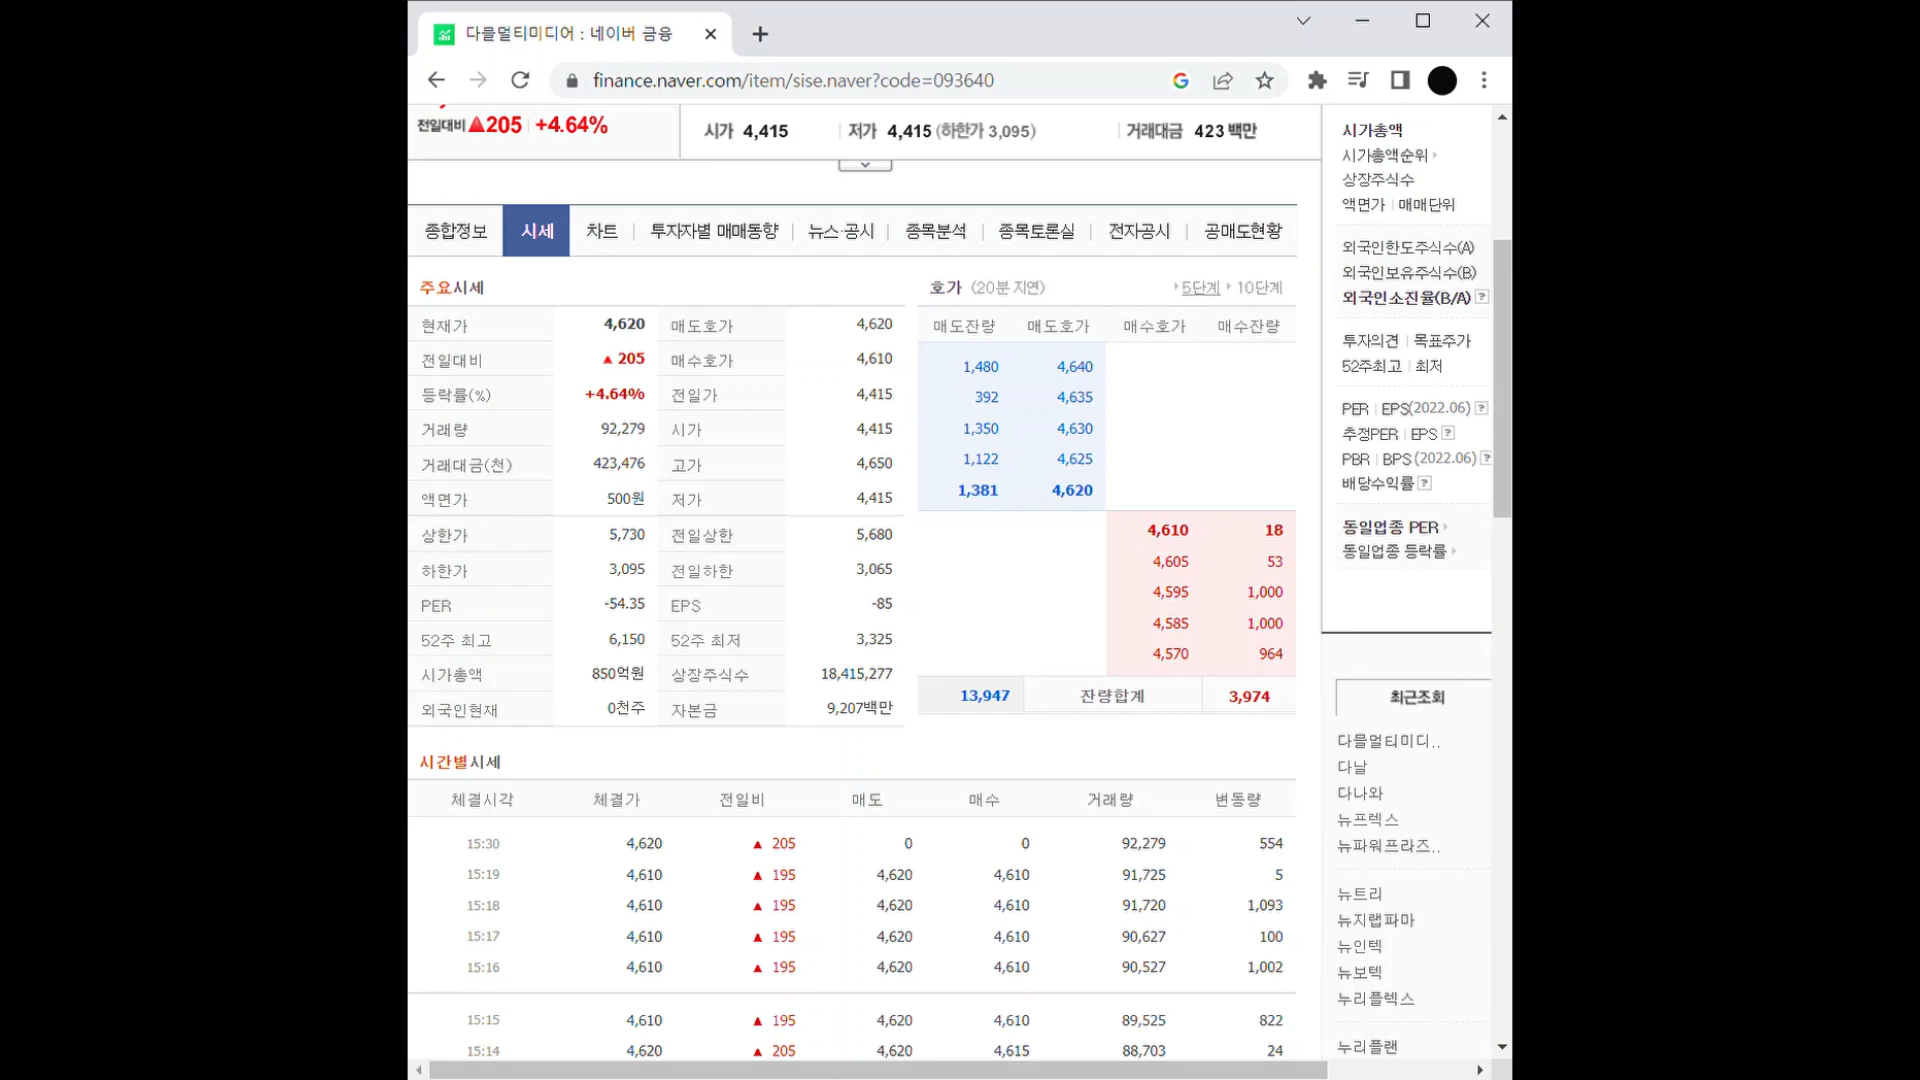 다믈멀티미디어 : 네이버 금융
finance.naver.com/item/sise.naver?code=093640
전일대비 ▲205 +4.64%
시가 4,415 저가 4,415 (하한가 3,095) 거래대금 423 백만
종합정보 시세 차트 투자자별 매매동향 뉴스·공시 종목분석 종목토론실 전자공시 공매도현황
주요시세
현재가 4,620 매도호가 4,620
전일대비 ▲ 205 매수호가 4,610
등락률(%) +4.64% 전일가 4,415
거래량 92,279 시가 4,415
거래대금(천) 423,476 고가 4,650
액면가 500원 저가 4,415
상한가 5,730 전일상한 5,680
하한가 3,095 전일하한 3,065
PER -54.35 EPS -85
52주 최고 6,150 52주 최저 3,325
시가총액 850억원 상장주식수 18,415,277
외국인현재 0천주 자본금 9,207백만
호가 (20분 지연) 5단계 10단계
매도잔량 매도호가 매수호가 매수잔량
1,480 4,640
392 4,635
1,350 4,630
1,122 4,625
1,381 4,620
4,610 18
4,605 53
4,595 1,000
4,585 1,000
4,570 964
13,947 잔량합계 3,974
시간별시세
체결시각 체결가 전일비 매도 매수 거래량 변동량
15:30 4,620 ▲ 205 0 0 92,279 554
15:19 4,610 ▲ 195 4,620 4,610 91,725 5
15:18 4,610 ▲ 195 4,620 4,610 91,720 1,093
15:17 4,610 ▲ 195 4,620 4,610 90,627 100
15:16 4,610 ▲ 195 4,620 4,610 90,527 1,002
15:15 4,610 ▲ 195 4,620 4,610 89,525 822
15:14 4,620 ▲ 205 4,620 4,615 88,703 24
시가총액
시가총액순위
상장주식수
액면가 매매단위
외국인한도주식수(A)
외국인보유주식수(B)
외국인소진율(B/A) ?
투자의견 목표주가
52주최고 최저
PER EPS(2022.06) ?
추정PER EPS ?
PBR BPS (2022.06) ?
배당수익률 ?
동일업종 PER
동일업종 등락률
최근조회
다믈멀티미디..
다날
다나와
뉴프렉스
뉴파워프라즈..
뉴트리
뉴지랩파마
뉴인텍
뉴보텍
누리플렉스
누리플랜